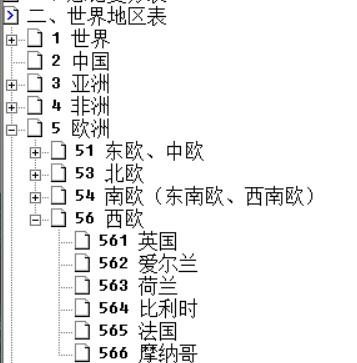 二、世界地区表
1 世界
2 中国
3 亚洲
4 非洲
5 欧洲
51 东欧、中欧
53 北欧
54 南欧（东南欧、西南欧）
56 西欧
561 英国
562 爱尔兰
563 荷兰
564 比利时
565 法国
566 摩纳哥